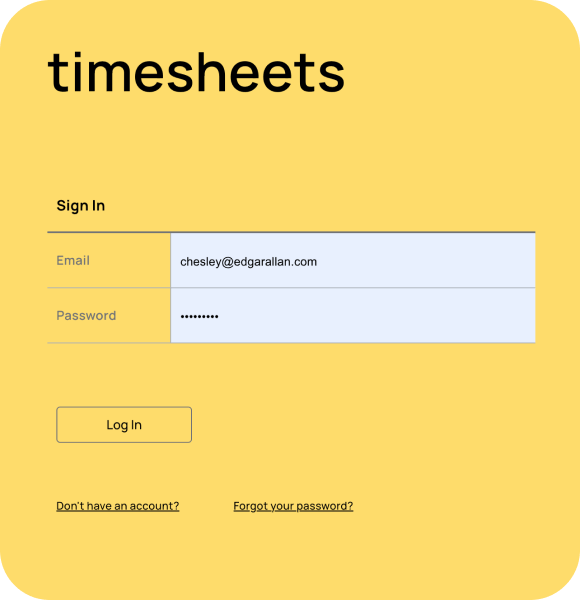 timesheets
Sign In
Email chesley@edgarallan.com
Password •••••••••
Log In
Don't have an account? Forgot your password?